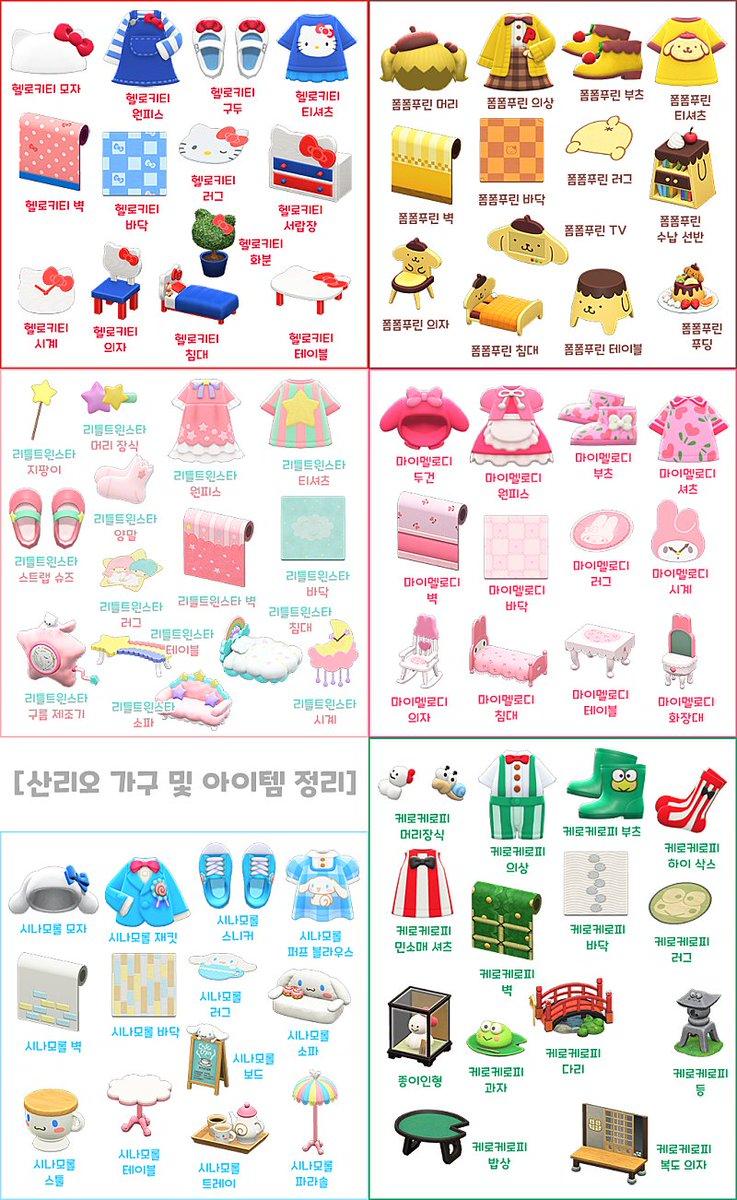 헬로키티 모자
헬로키티
원피스
헬로키티
구두
헬로키티
티셔츠
헬로키티 벽
헬로키티
바닥
헬로키티
러그
헬로키티
서랍장
헬로키티
화분
헬로키티
시계
헬로키티
의자
헬로키티
침대
헬로키티
테이블
폼폼푸린 머리
폼폼푸린 의상
폼폼푸린 부츠
폼폼푸린
티셔츠
폼폼푸린 벽
폼폼푸린 바닥
폼폼푸린 러그
폼폼푸린
수납 선반
폼폼푸린 TV
폼폼푸린 의자
폼폼푸린 침대
폼폼푸린 테이블
폼폼푸린
푸딩
리틀트윈스타
지팡이
리틀트윈스타
머리 장식
리틀트윈스타
원피스
리틀트윈스타
티셔츠
리틀트윈스타
양말
리틀트윈스타
스트랩 슈즈
리틀트윈스타
러그
리틀트윈스타 벽
리틀트윈스타
바닥
리틀트윈스타
구름 제조기
리틀트윈스타
테이블
리틀트윈스타
소파
리틀트윈스타
침대
리틀트윈스타
시계
마이멜로디
두건
마이멜로디
원피스
마이멜로디
부츠
마이멜로디
셔츠
마이멜로디
벽
마이멜로디
바닥
마이멜로디
러그
마이멜로디
시계
마이멜로디
의자
마이멜로디
침대
마이멜로디
테이블
마이멜로디
화장대
[산리오 가구 및 아이템 정리]
시나모롤 모자
시나모롤 재킷
시나모롤
스니커
시나모롤
퍼프 블라우스
시나모롤 벽
시나모롤 바닥
시나모롤
러그
시나모롤
소파
시나모롤
보드
시나모롤
스툴
시나모롤
테이블
시나모롤
트레이
시나모롤
파라솔
케로케로피
머리장식
케로케로피
의상
케로케로피 부츠
케로케로피
하이 삭스
케로케로피
민소매 셔츠
케로케로피
벽
케로케로피
바닥
케로케로피
러그
종이인형
케로케로피
과자
케로케로피
다리
케로케로피
등
케로케로피
밥상
케로케로피
복도 의자